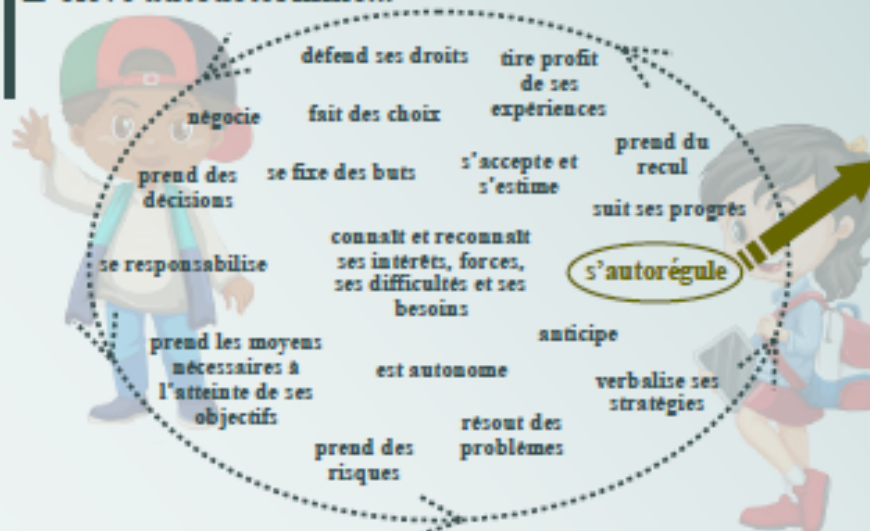 défend ses droits
tire profit
de ses
expériences
négocie
fait des choix
prend du
recul
prend des
décisions
se fixe des buts
s'accepte et
s'estime
suit ses progrès
connaît et reconnaît
ses intérêts, forces,
ses difficultés et ses
besoins
se responsabilise
s'autorégule
anticipe
prend les moyens
nécessaires à
l'atteinte de ses
objectifs
est autonome
verbalise ses
stratégies
résout des
problèmes
prend des
risques